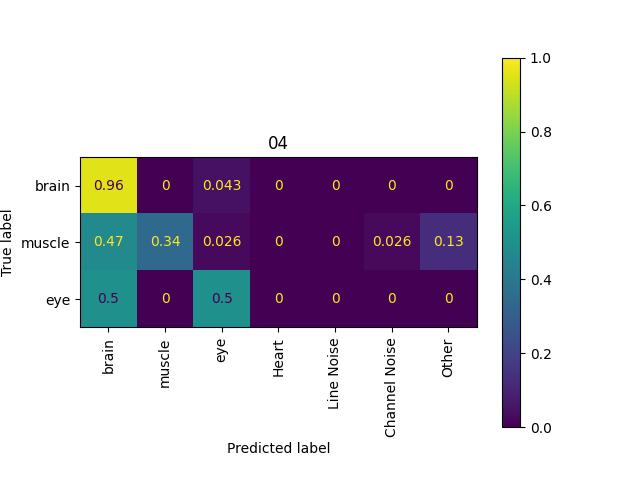 04
1.0
0.8
0.6
0.4
0.2
0.0
True label
brain 0.96 0 0.043 0 0 0 0
muscle 0.47 0.34 0.026 0 0 0.026 0.13
eye 0.5 0 0.5 0 0 0 0
brain muscle eye Heart Line Noise Channel Noise Other
Predicted label